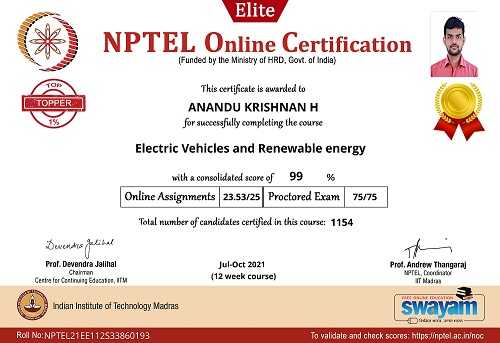 Elite
NPTEL Online Certification
(Funded by the Ministry of HRD, Govt. of India)
TOP
TOPPER
1%
This certificate is awarded to
ANANDU KRISHNAN H
for successfully completing the course
Electric Vehicles and Renewable energy
with a consolidated score of 99 %
Online Assignments 23.53/25 Proctored Exam 75/75
Total number of candidates certified in this course: 1154
Devendra Jalihal
Prof. Devendra Jalihal
Chairman
Centre for Continuing Education, IITM
Jul-Oct 2021
(12 week course)
Prof. Andrew Thangaraj
NPTEL, Coordinator
IIT Madras
Indian Institute of Technology Madras
FREE ONLINE EDUCATION
swayam
Roll No: NPTEL21EE112S33860193
To validate and check scores: https://nptel.ac.in/noc